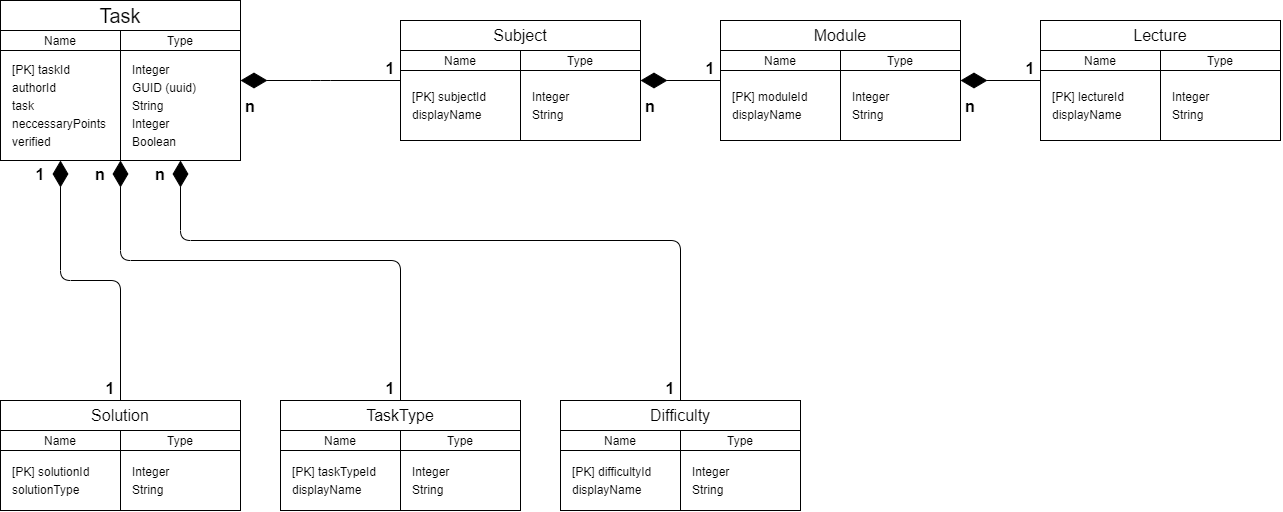 Task
Name Type
[PK] taskId Integer
authorId GUID (uuid)
task String
neccessaryPoints Integer
verified Boolean
1 n n
n 1
Subject
Name Type
[PK] subjectId Integer
displayName String
n 1
Module
Name Type
[PK] moduleId Integer
displayName String
n 1
Lecture
Name Type
[PK] lectureId Integer
displayName String
1 1 1
Solution
Name Type
[PK] solutionId Integer
solutionType String
TaskType
Name Type
[PK] taskTypeId Integer
displayName String
Difficulty
Name Type
[PK] difficultyId Integer
displayName String